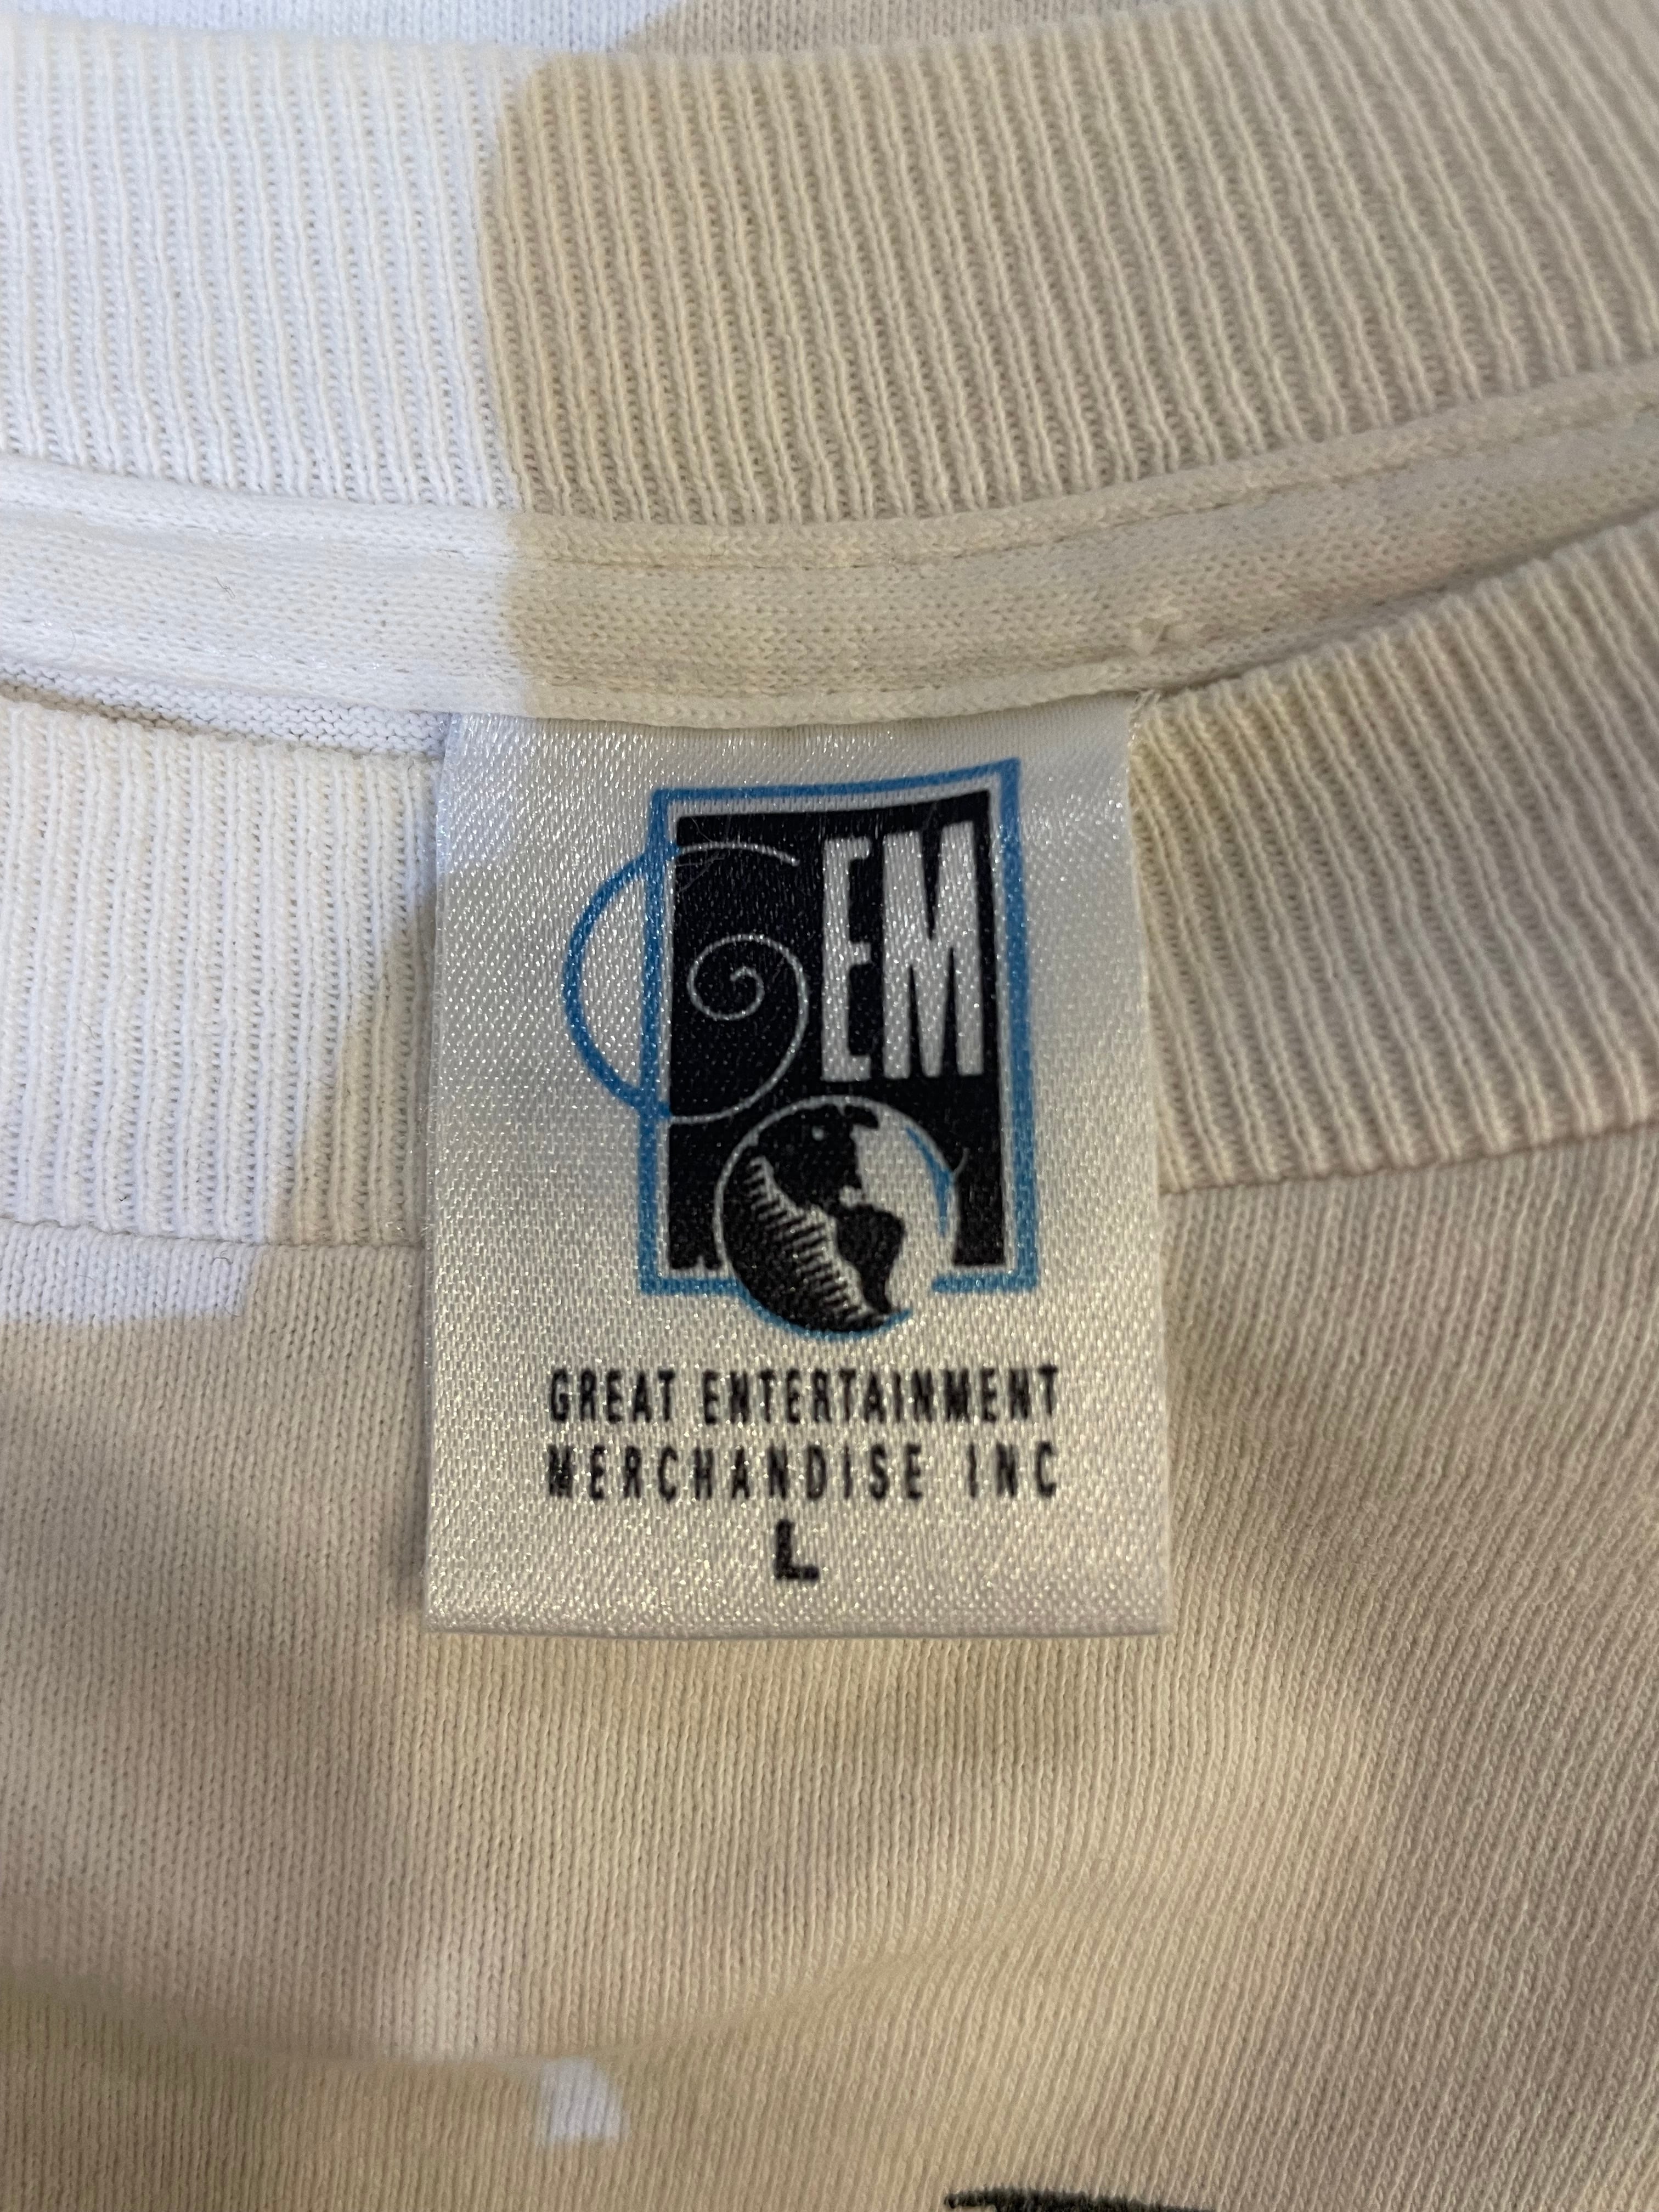 GEM
GREAT ENTERTAINMENT
MERCHANDISE INC
L